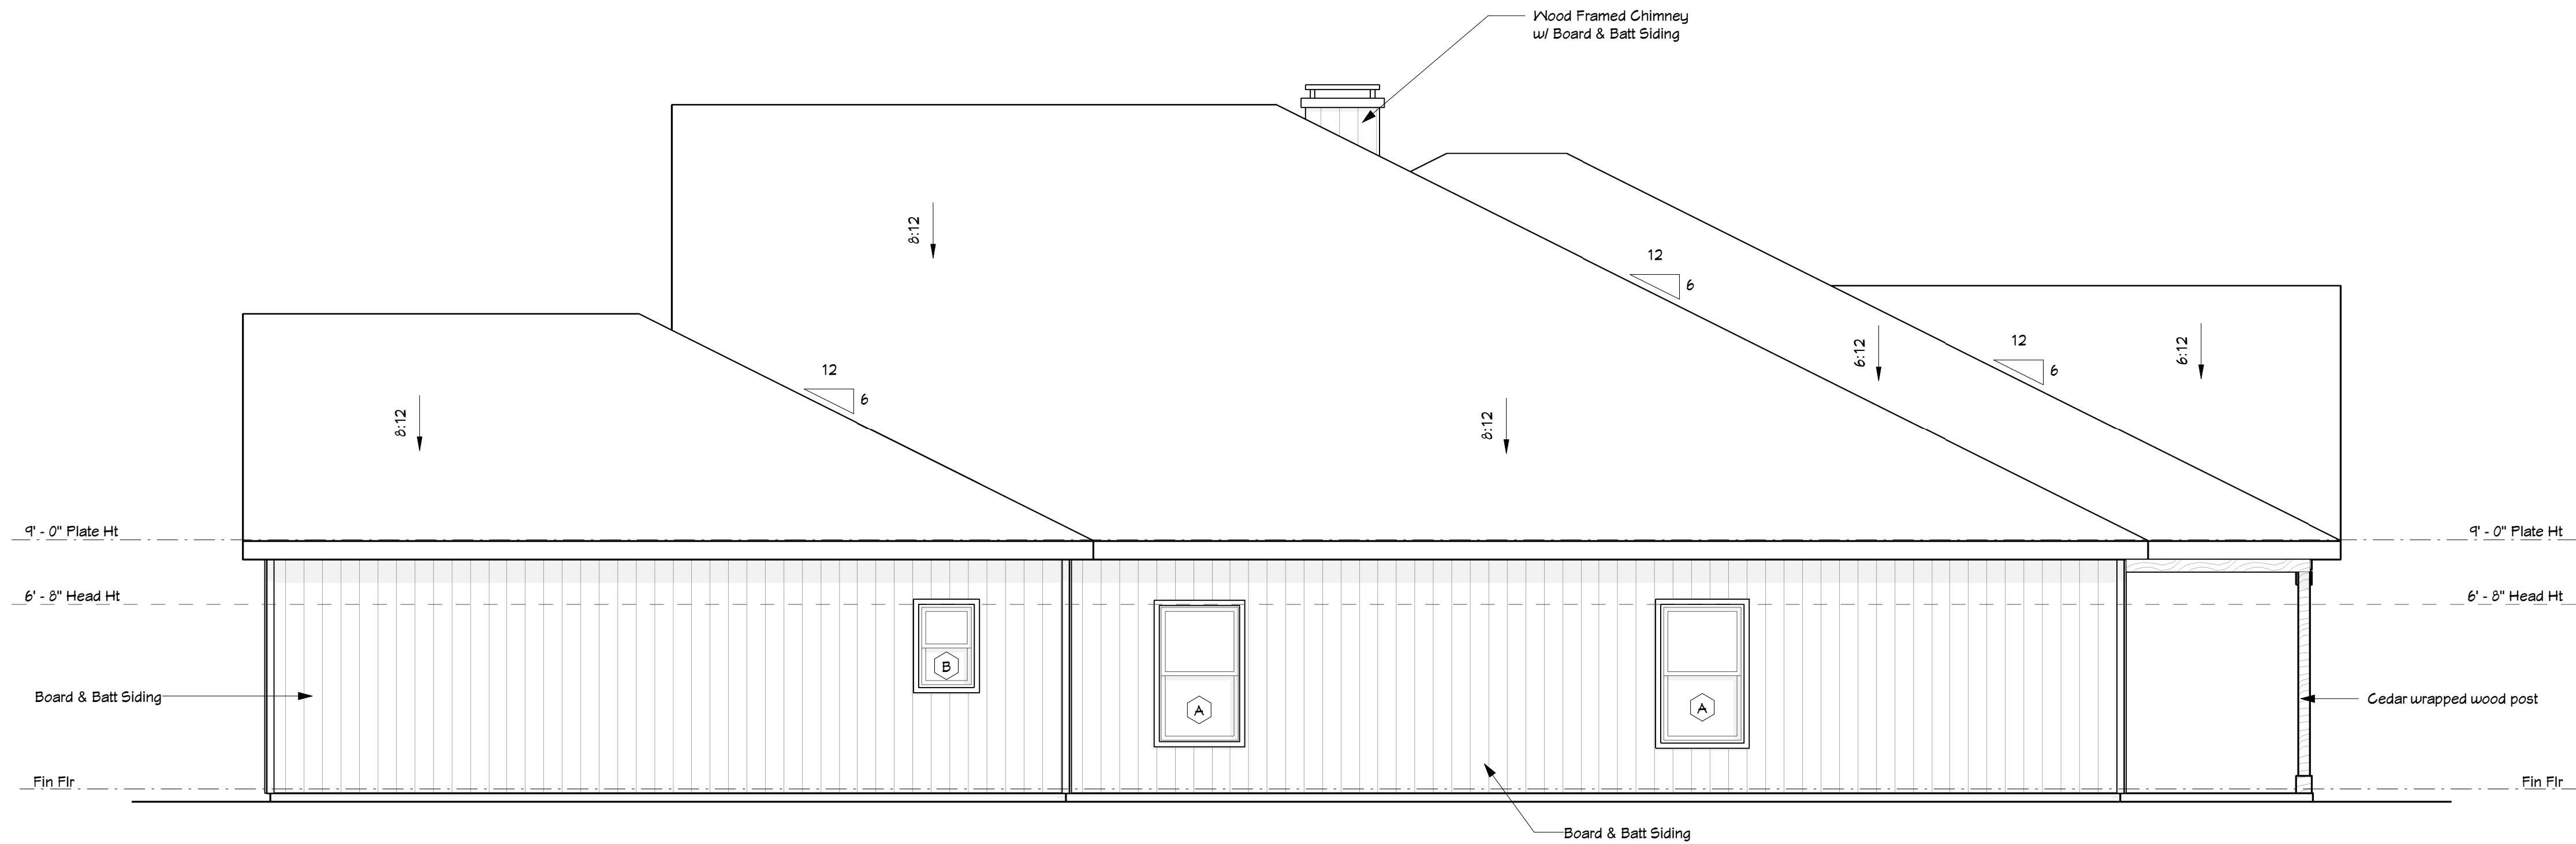 Wood Framed Chimney
w/ Board & Batt Siding
8:12
12
6
12
6
6:12
12
6
6:12
8:12
8:12
9' - 0" Plate Ht
9' - 0" Plate Ht
6' - 8" Head Ht
6' - 8" Head Ht
B
A
A
Board & Batt Siding
Cedar wrapped wood post
Fin Flr
Fin Flr
Board & Batt Siding